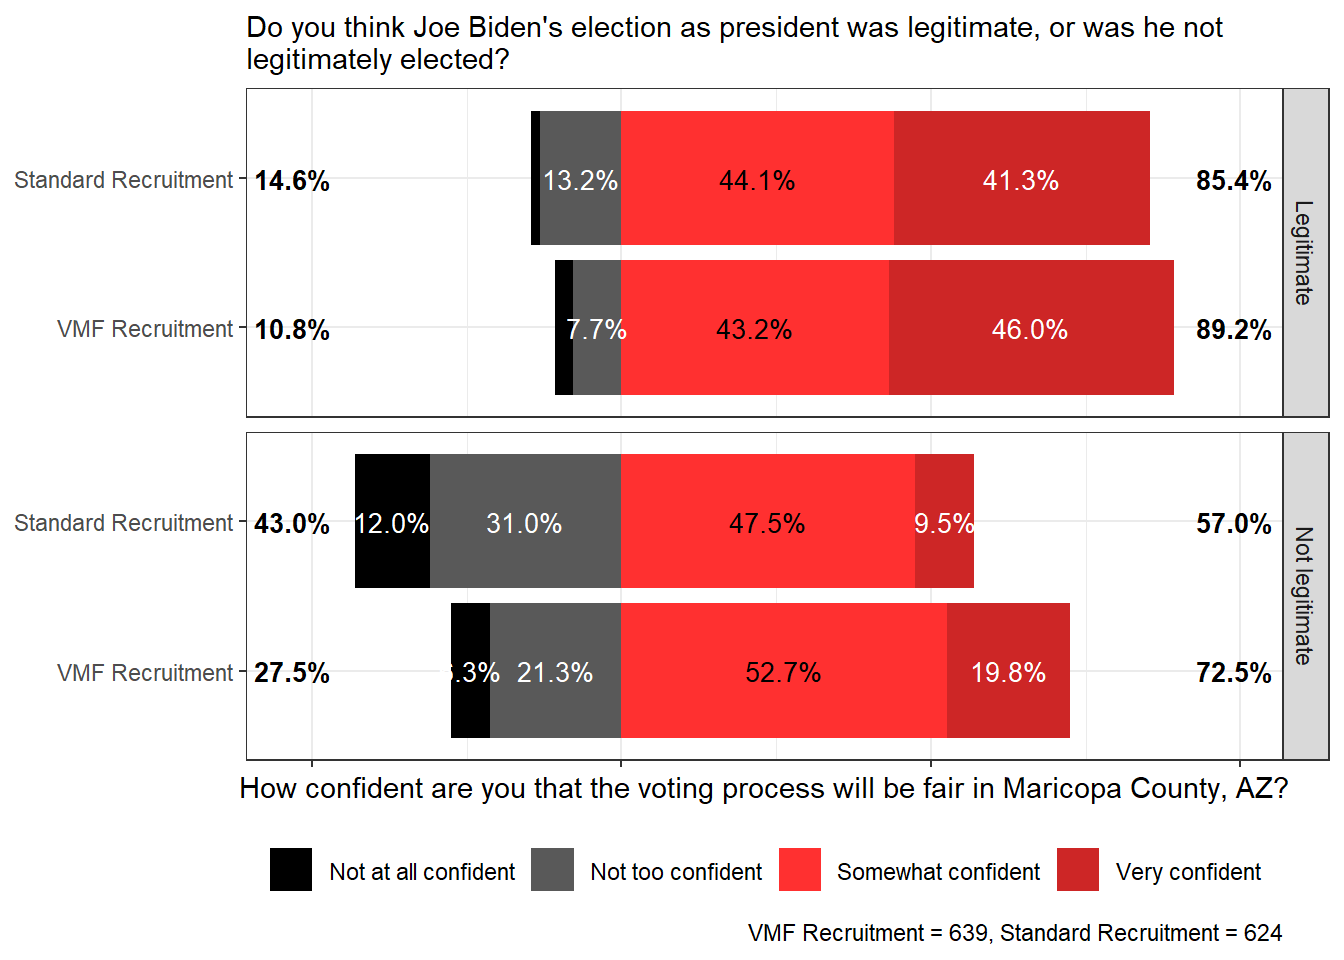 Do you think Joe Biden's election as president was legitimate, or was he not
legitimately elected?
Standard Recruitment 14.6% 13.2% 44.1% 41.3% 85.4%
VMF Recruitment 10.8% 7.7% 43.2% 46.0% 89.2%
Legitimate
Standard Recruitment 43.0% 12.0% 31.0% 47.5% 9.5% 57.0%
VMF Recruitment 27.5% 6.3% 21.3% 52.7% 19.8% 72.5%
Not legitimate
How confident are you that the voting process will be fair in Maricopa County, AZ?
Not at all confident Not too confident Somewhat confident Very confident
VMF Recruitment = 639, Standard Recruitment = 624